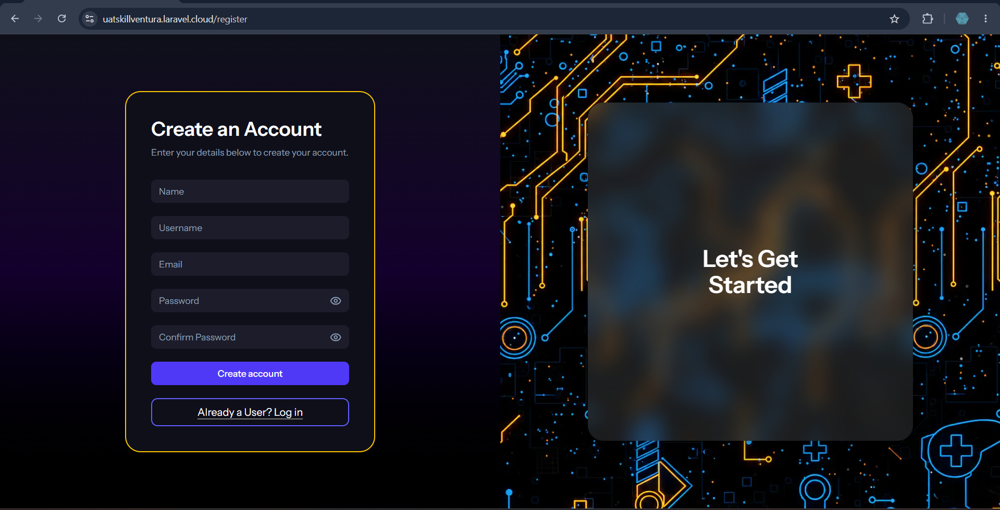 uatskillventura.laravel.cloud/register
Create an Account
Enter your details below to create your account.
Name
Username
Email
Password
Confirm Password
Create account
Already a User? Log in
Let's Get
Started